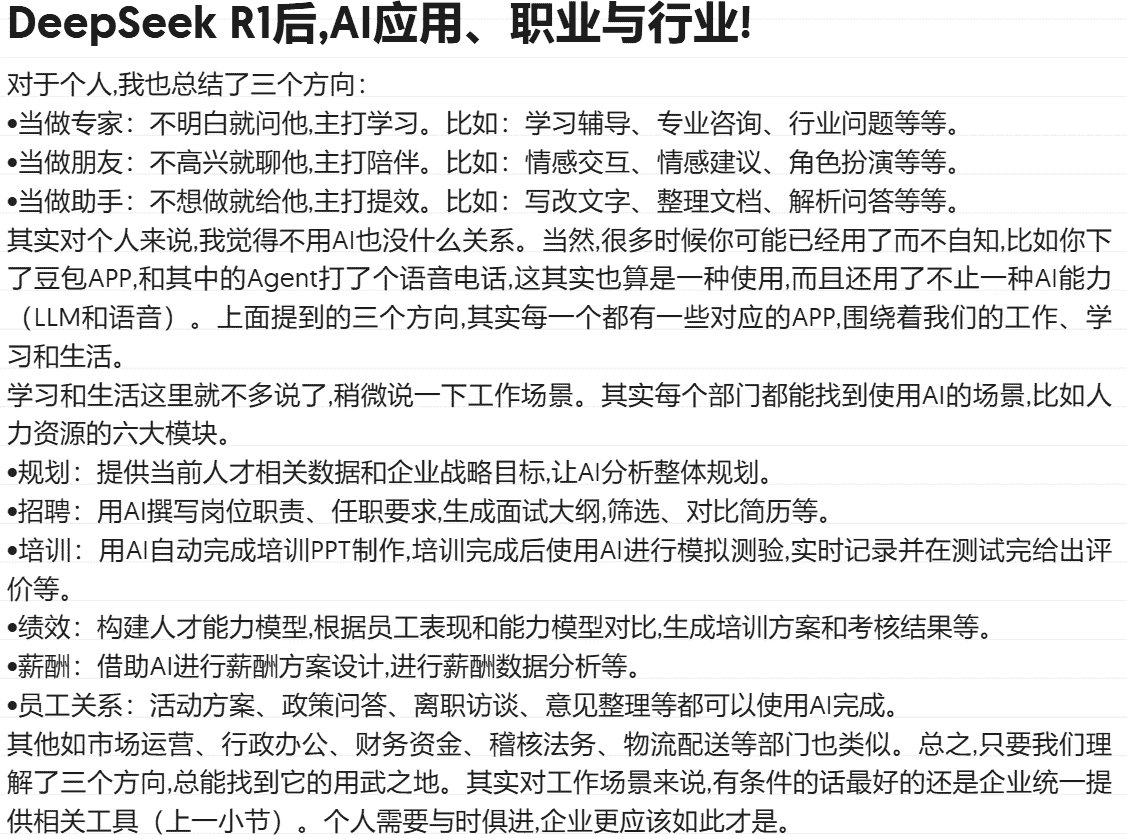 DeepSeek R1后,AI应用、职业与行业!
对于个人,我也总结了三个方向：
•当做专家：不明白就问他,主打学习。比如：学习辅导、专业咨询、行业问题等等。
•当做朋友：不高兴就聊他,主打陪伴。比如：情感交互、情感建议、角色扮演等等。
•当做助手：不想做就给他,主打提效。比如：写改文字、整理文档、解析问答等等。
其实对个人来说,我觉得不用AI也没什么关系。当然,很多时候你可能已经用了而不自知,比如你下
了豆包APP,和其中的Agent打了个语音电话,这其实也算是一种使用,而且还用了不止一种AI能力
（LLM和语音）。上面提到的三个方向,其实每一个都有一些对应的APP,围绕着我们的工作、学
习和生活。
学习和生活这里就不多说了,稍微说一下工作场景。其实每个部门都能找到使用AI的场景,比如人
力资源的六大模块。
•规划：提供当前人才相关数据和企业战略目标,让AI分析整体规划。
•招聘：用AI撰写岗位职责、任职要求,生成面试大纲,筛选、对比简历等。
•培训：用AI自动完成培训PPT制作,培训完成后使用AI进行模拟测验,实时记录并在测试完给出评
价等。
•绩效：构建人才能力模型,根据员工表现和能力模型对比,生成培训方案和考核结果等。
•薪酬：借助AI进行薪酬方案设计,进行薪酬数据分析等。
•员工关系：活动方案、政策问答、离职访谈、意见整理等都可以使用AI完成。
其他如市场运营、行政办公、财务资金、稽核法务、物流配送等部门也类似。总之,只要我们理
解了三个方向,总能找到它的用武之地。其实对工作场景来说,有条件的话最好的还是企业统一提
供相关工具（上一小节）。个人需要与时俱进,企业更应该如此才是。